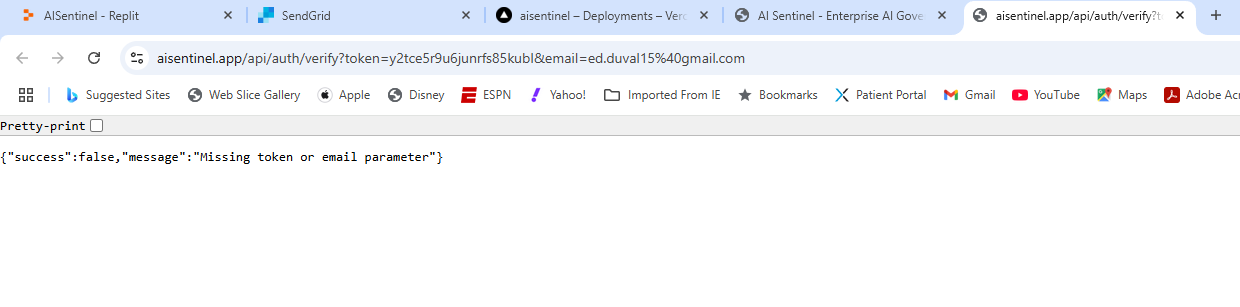 AISentinel - Replit SendGrid aisentinel – Deployments – Verc AI Sentinel - Enterprise AI Gove aisentinel.app/api/auth/verify?t
aisentinel.app/api/auth/verify?token=y2tce5r9u6junrfs85kubl&email=ed.duval15%40gmail.com
Suggested Sites Web Slice Gallery Apple Disney ESPN Yahoo! Imported From IE Bookmarks Patient Portal Gmail YouTube Maps Adobe Acr
Pretty-print
{"success":false,"message":"Missing token or email parameter"}